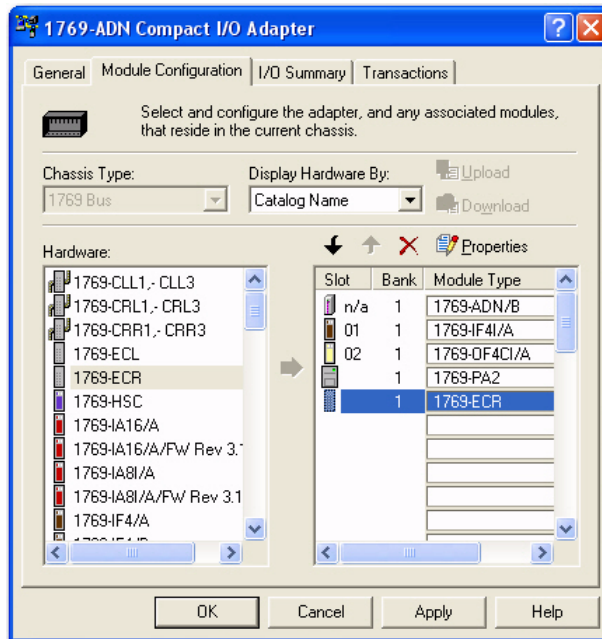 1769-ADN Compact I/O Adapter
General Module Configuration I/O Summary Transactions
Select and configure the adapter, and any associated modules,
that reside in the current chassis.
Chassis Type:
1769 Bus
Display Hardware By:
Catalog Name
Upload
Download
Hardware:
1769-CLL1,- CLL3
1769-CRL1,- CRL3
1769-CRR1,- CRR3
1769-ECL
1769-ECR
1769-HSC
1769-IA16/A
1769-IA16/A/FW Rev 3.
1769-IA8I/A
1769-IA8I/A/FW Rev 3.1
1769-IF4/A
Properties
Slot Bank Module Type
n/a 1 1769-ADN/B
01 1 1769-IF4I/A
02 1 1769-OF4CI/A
1 1769-PA2
1 1769-ECR
OK Cancel Apply Help